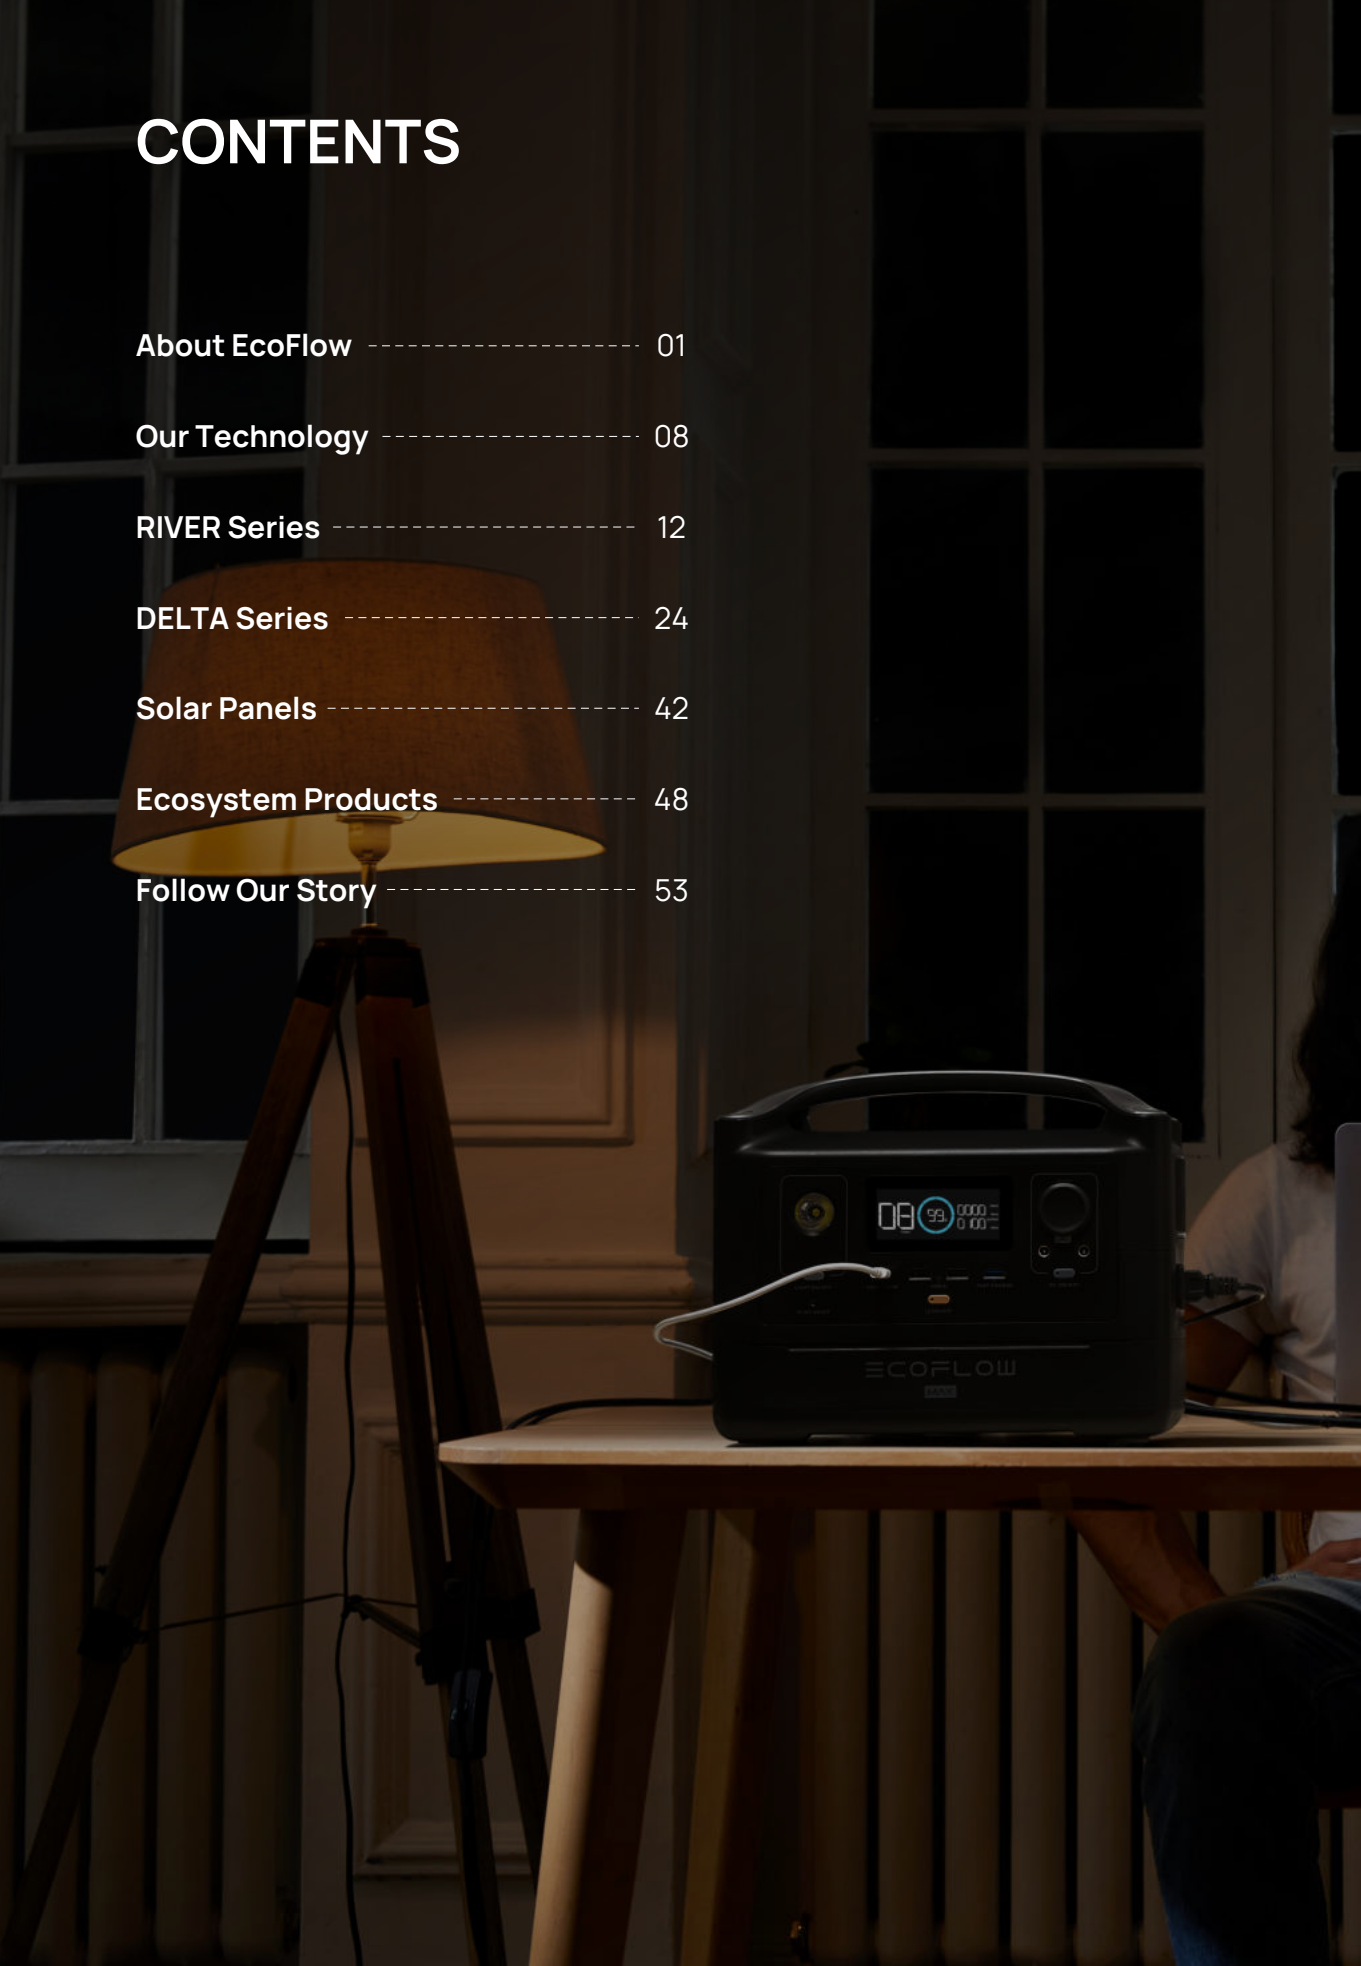 CONTENTS
About EcoFlow 01
Our Technology 08
RIVER Series 12
DELTA Series 24
Solar Panels 42
Ecosystem Products 48
Follow Our Story 53
99
ECOFLOW